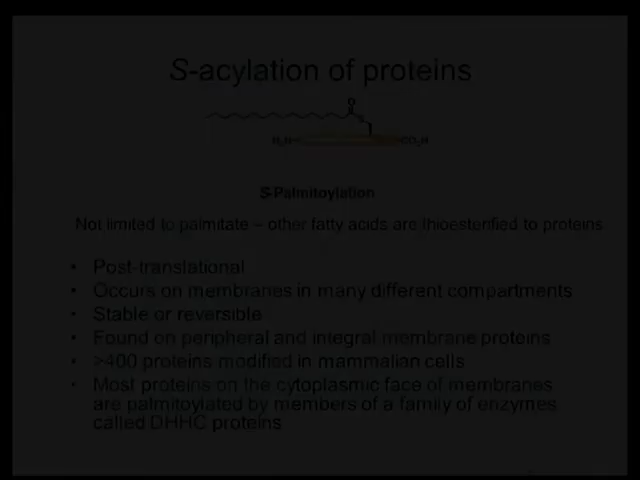 S-acylation of proteins
O
H₂N
CO₂H
S-Palmitoylation
Not limited to palmitate – other fatty acids are thioesterified to proteins
• Post-translational
• Occurs on membranes in many different compartments
• Stable or reversible
• Found on peripheral and integral membrane proteins
• >400 proteins modified in mammalian cells
• Most proteins on the cytoplasmic face of membranes
are palmitoylated by members of a family of enzymes
called DHHC proteins